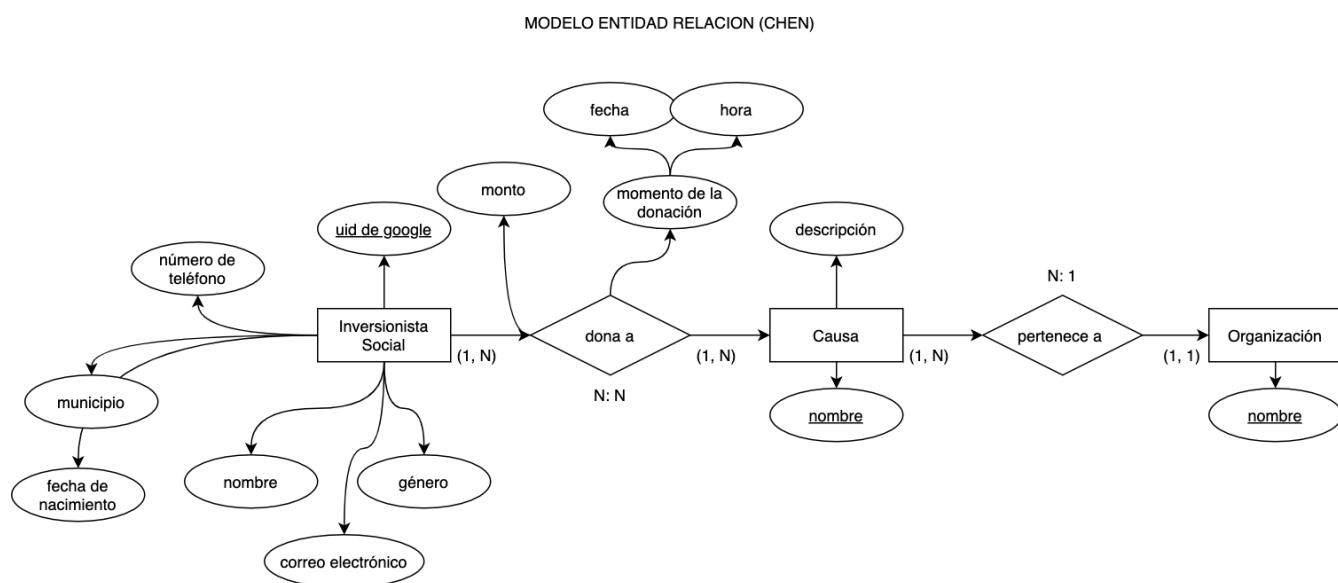 MODELO ENTIDAD RELACION (CHEN)
fecha
hora
monto
momento de la
donación
uid de google
descripción
número de
teléfono
N: 1
Inversionista
Social
dona a
Causa
pertenece a
Organización
(1, N)
(1, N)
(1, N)
(1, 1)
N: N
municipio
nombre
nombre
fecha de
nacimiento
nombre
género
correo electrónico